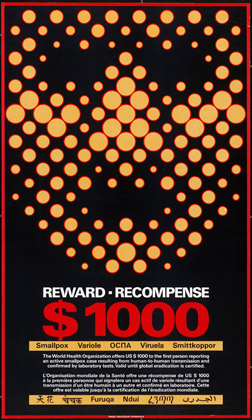 REWARD · RECOMPENSE
$1000
Smallpox Variole ОСПА Viruela Smittkoppor
The World Health Organization offers US $ 1000 to the first person reporting
an active smallpox case resulting from human-to-human transmission and
confirmed by laboratory tests. Valid until global eradication is certified.
L'Organisation mondiale de la Santé offre une récompense de US $ 1000
à la première personne qui signalera un cas actif de variole résultant d'une
transmission d'un être humain à un autre et confirmé au laboratoire. Cette
offre est valable jusqu'à la certification de l'éradication mondiale.
天花 चेचक Furuqa Ndui الجدري